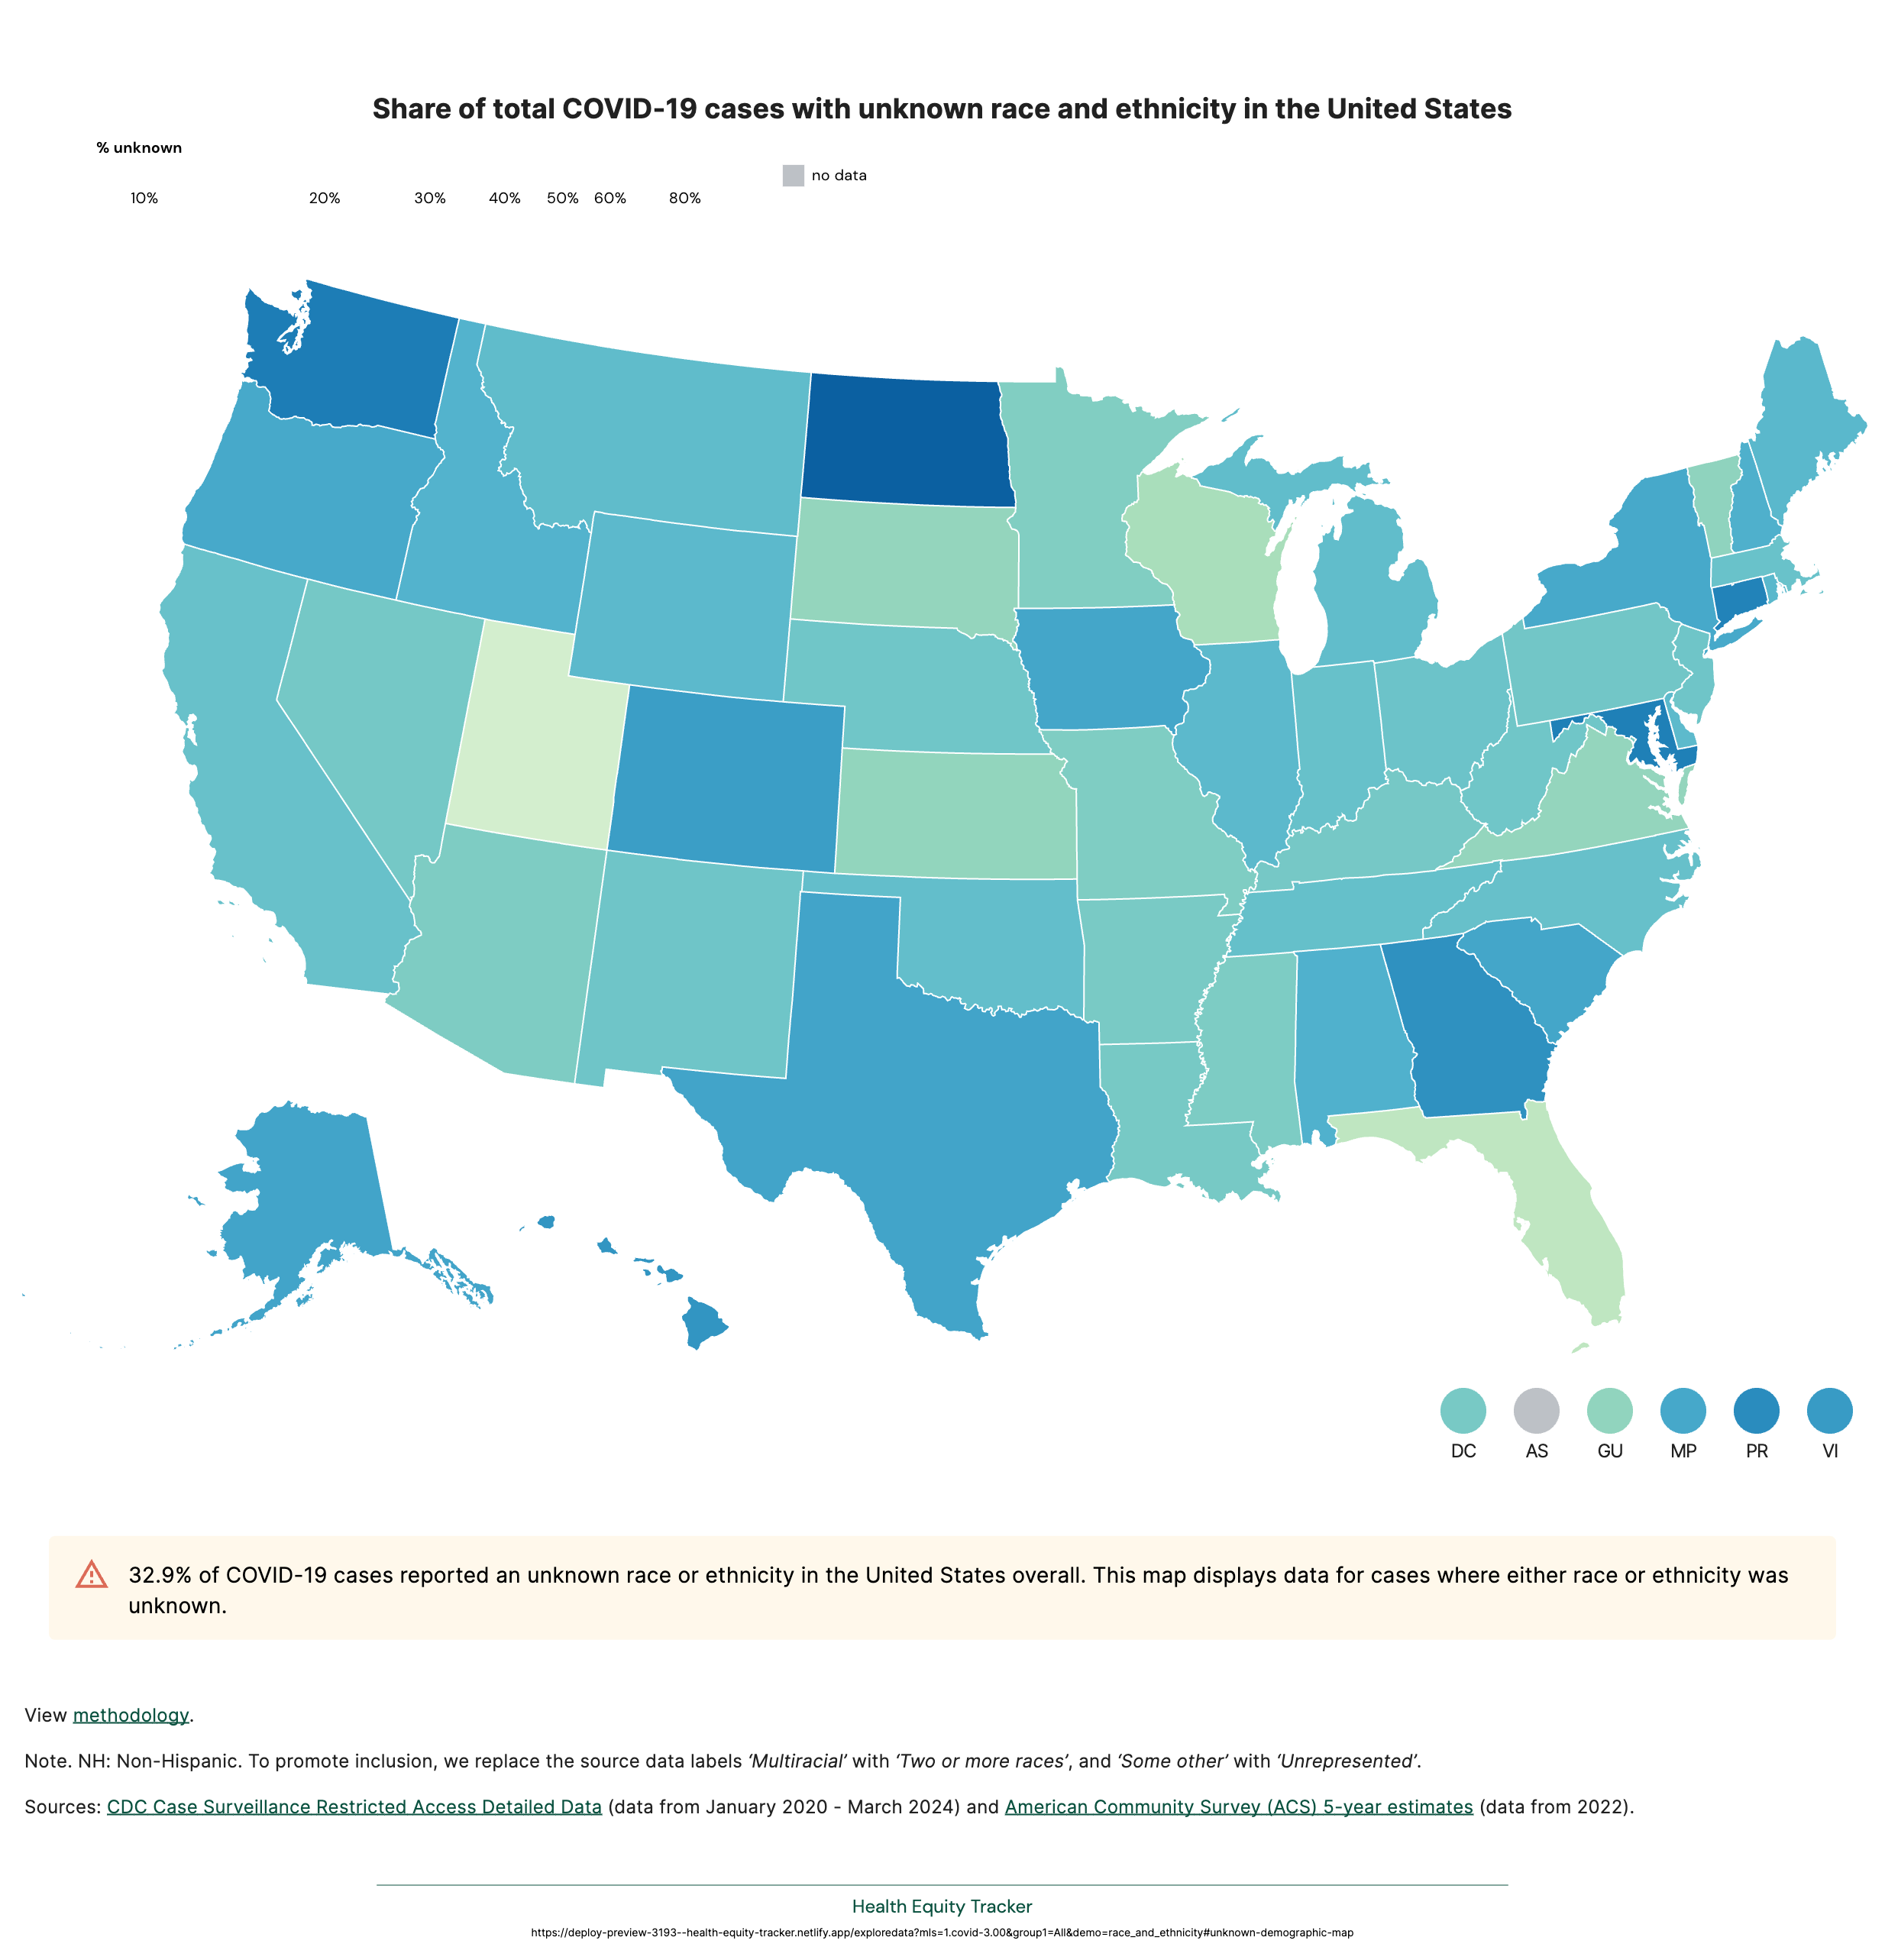 Share of total COVID-19 cases with unknown race and ethnicity in the United States
% unknown
no data
10% 20% 30% 40% 50% 60% 80%
DC AS GU MP PR VI
32.9% of COVID-19 cases reported an unknown race or ethnicity in the United States overall. This map displays data for cases where either race or ethnicity was
unknown.
View methodology.
Note. NH: Non-Hispanic. To promote inclusion, we replace the source data labels ‘Multiracial’ with ‘Two or more races’, and ‘Some other’ with ‘Unrepresented’.
Sources: CDC Case Surveillance Restricted Access Detailed Data (data from January 2020 - March 2024) and American Community Survey (ACS) 5-year estimates (data from 2022).
Health Equity Tracker
https://deploy-preview-3193--health-equity-tracker.netlify.app/exploredata?mls=1.covid-3.00&group1=All&demo=race_and_ethnicity#unknown-demographic-map